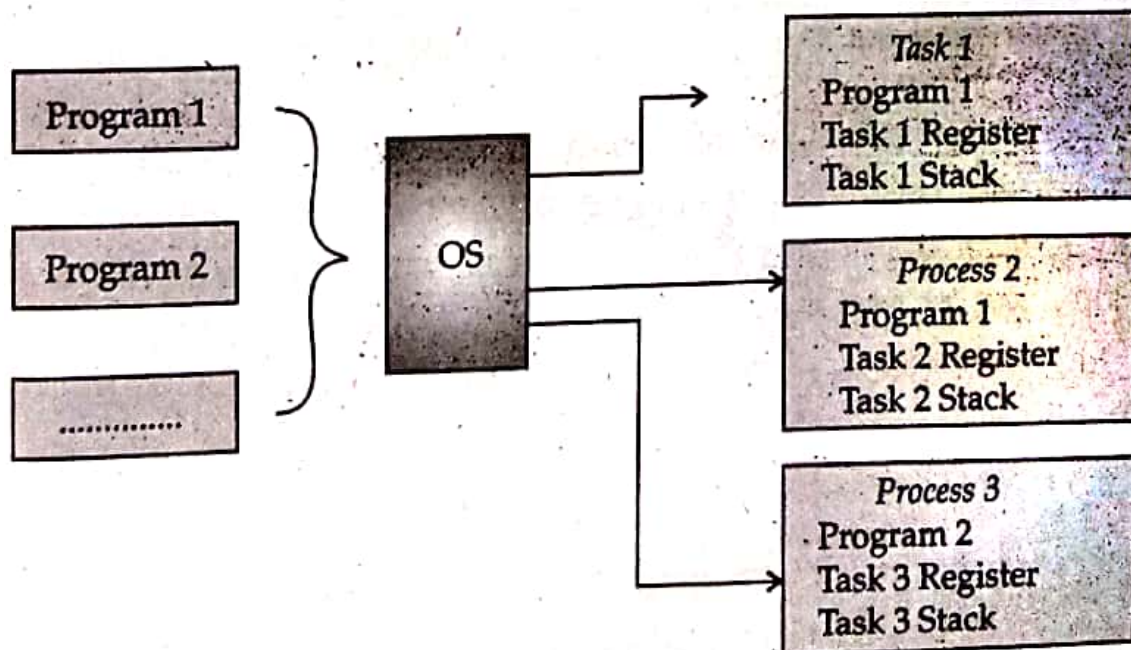 Program 1
Program 2
..............
OS
Task 1
Program 1
Task 1 Register
Task 1 Stack
Process 2
Program 1
Task 2 Register
Task 2 Stack
Process 3
Program 2
Task 3 Register
Task 3 Stack